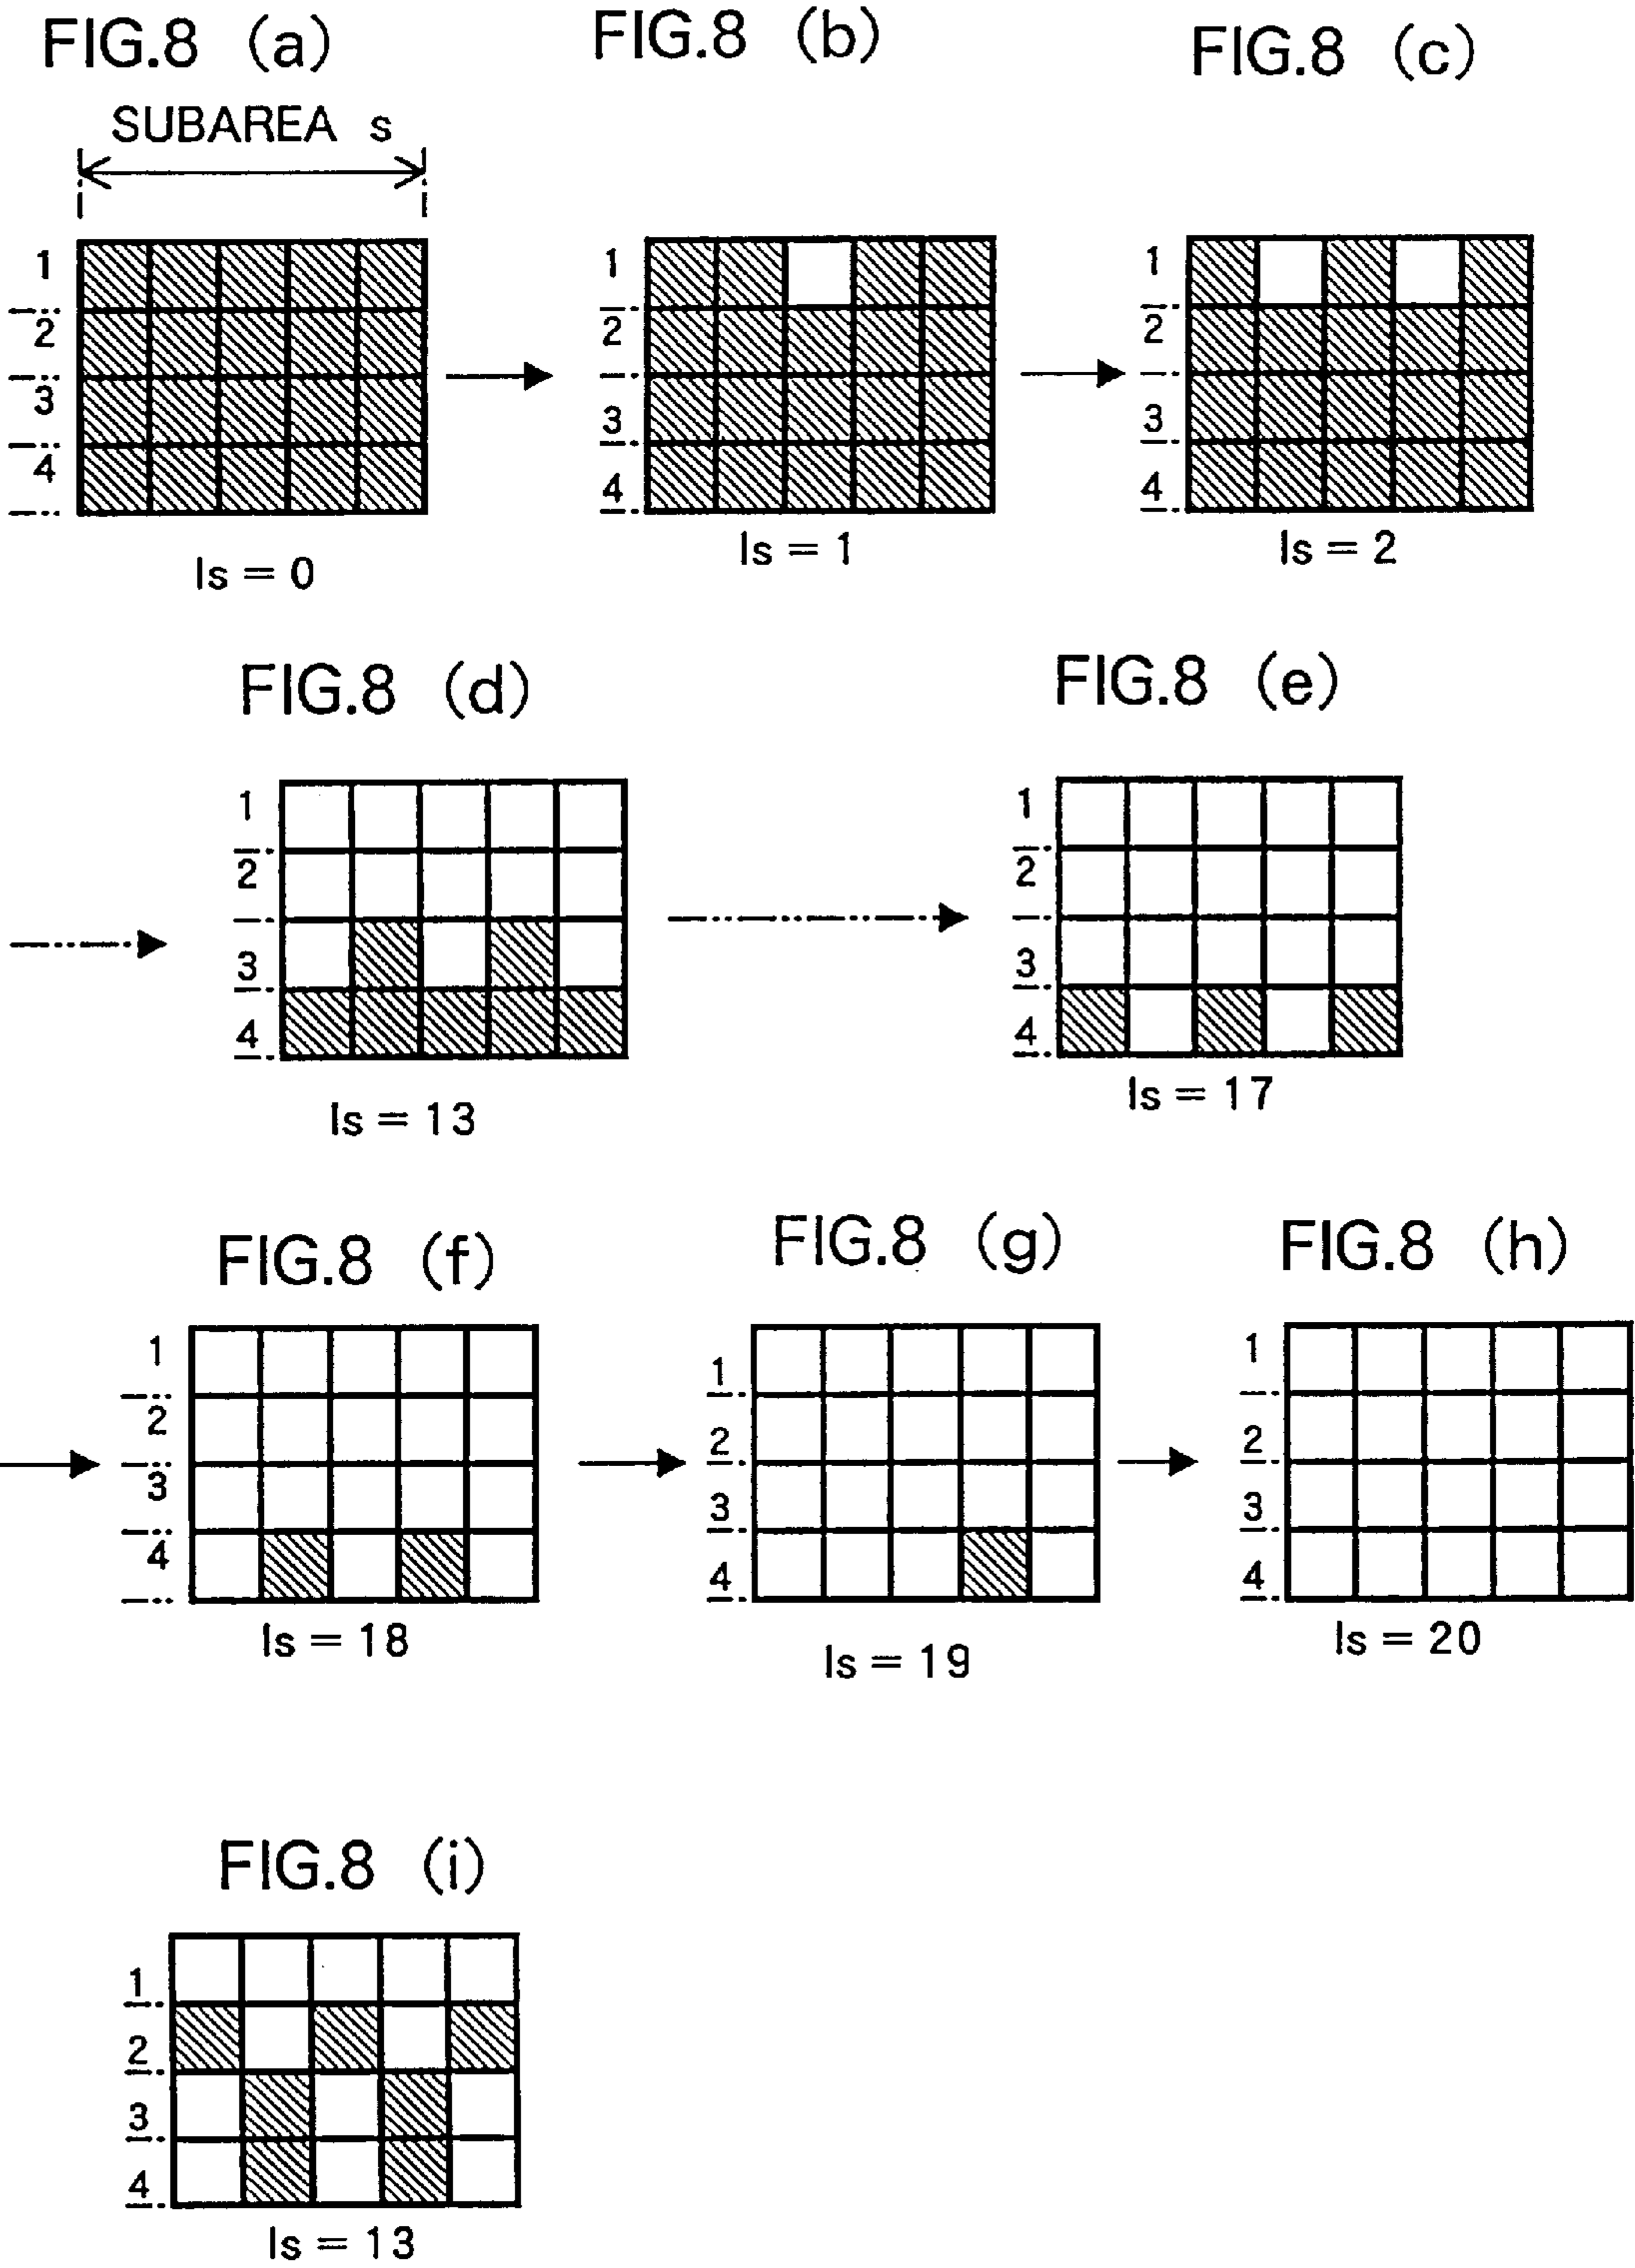 FIG.8 (a)
FIG.8 (b)
FIG.8 (c)
SUBAREA s
1
2
3
4
Is = 0
1
2
3
4
Is = 1
1
2
3
4
Is = 2
FIG.8 (d)
FIG.8 (e)
1
2
3
4
Is = 13
1
2
3
4
Is = 17
FIG.8 (f)
FIG.8 (g)
FIG.8 (h)
1
2
3
4
Is = 18
1
2
3
4
Is = 19
1
2
3
4
Is = 20
FIG.8 (i)
1
2
3
4
Is = 13